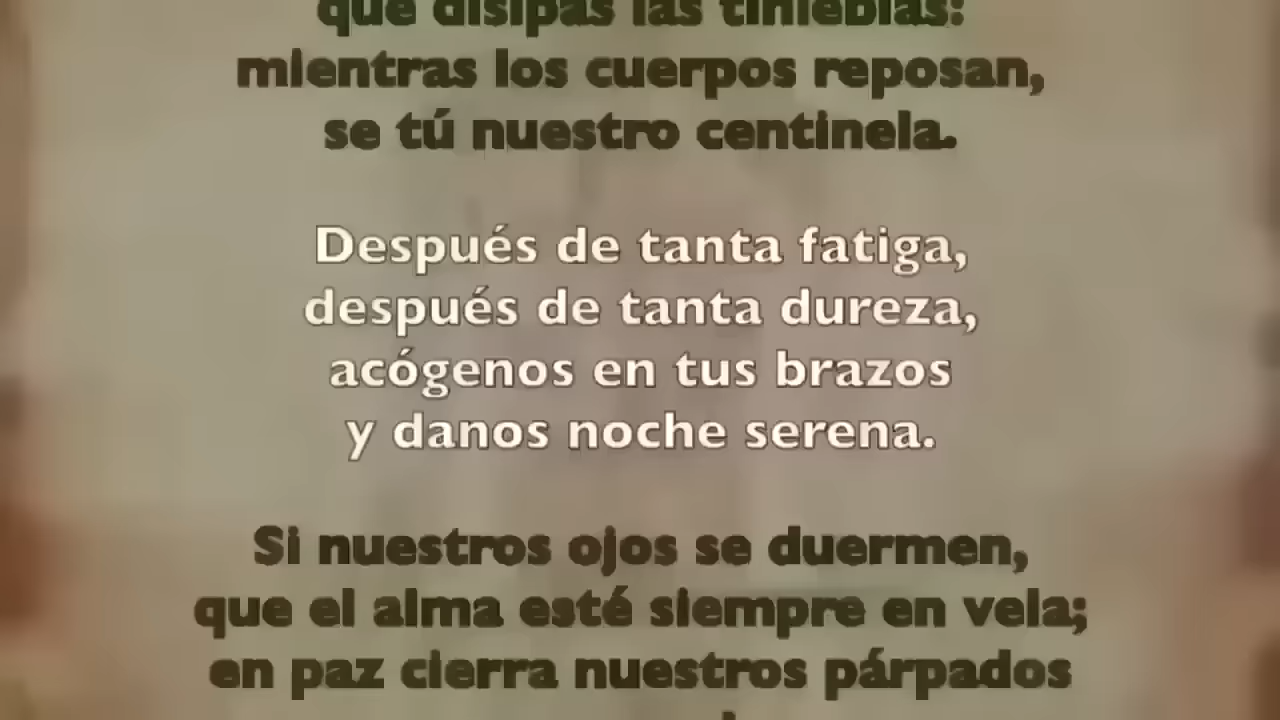 que disipas las tinieblas:
mientras los cuerpos reposan,
se tú nuestro centinela.
Después de tanta fatiga,
después de tanta dureza,
acógenos en tus brazos
y danos noche serena.
Si nuestros ojos se duermen,
que el alma esté siempre en vela;
en paz cierra nuestros párpados